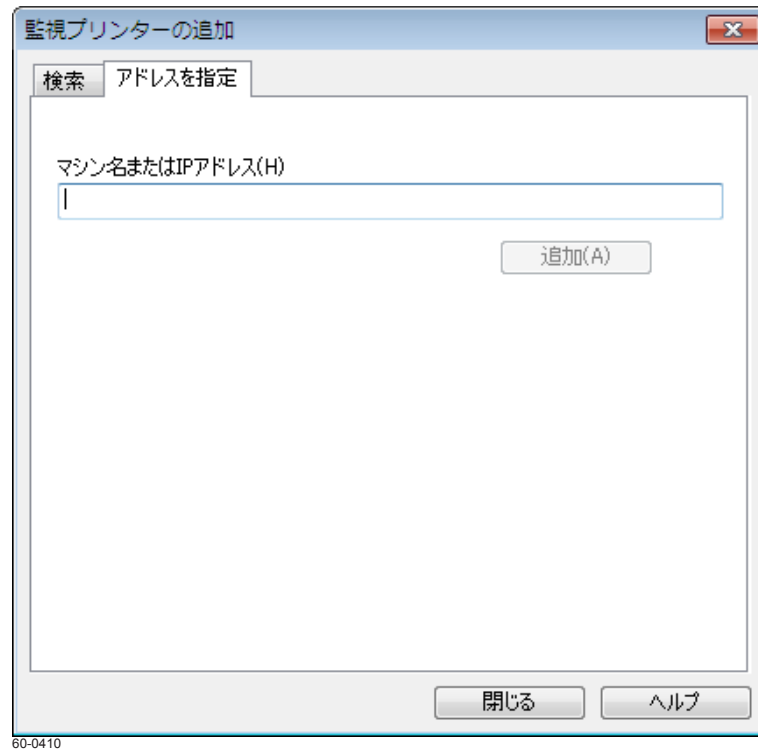 監視プリンターの追加
検索 アドレスを指定
マシン名またはIPアドレス(H)
追加(A)
閉じる ヘルプ
60-0410